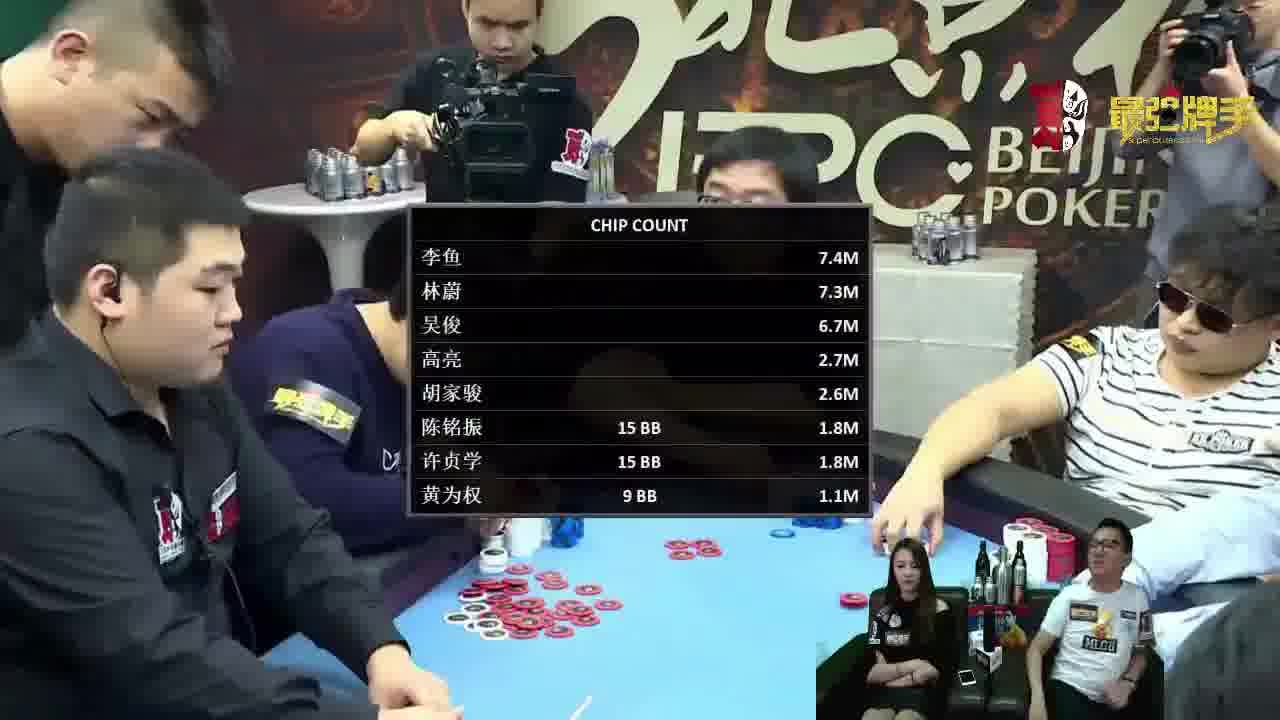 BEIJI
POKER
最强牌手
CHIP COUNT
李鱼 7.4M
林蔚 7.3M
吴俊 6.7M
高亮 2.7M
胡家骏 2.6M
陈铭振 15 BB 1.8M
许贞学 15 BB 1.8M
黄为权 9 BB 1.1M